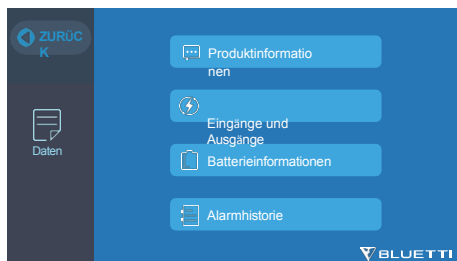 ZURÜC
K
Produktinformatio
nen
Eingänge und
Ausgänge
Daten
Batterieinformationen
Alarmhistorie
BLUETTI